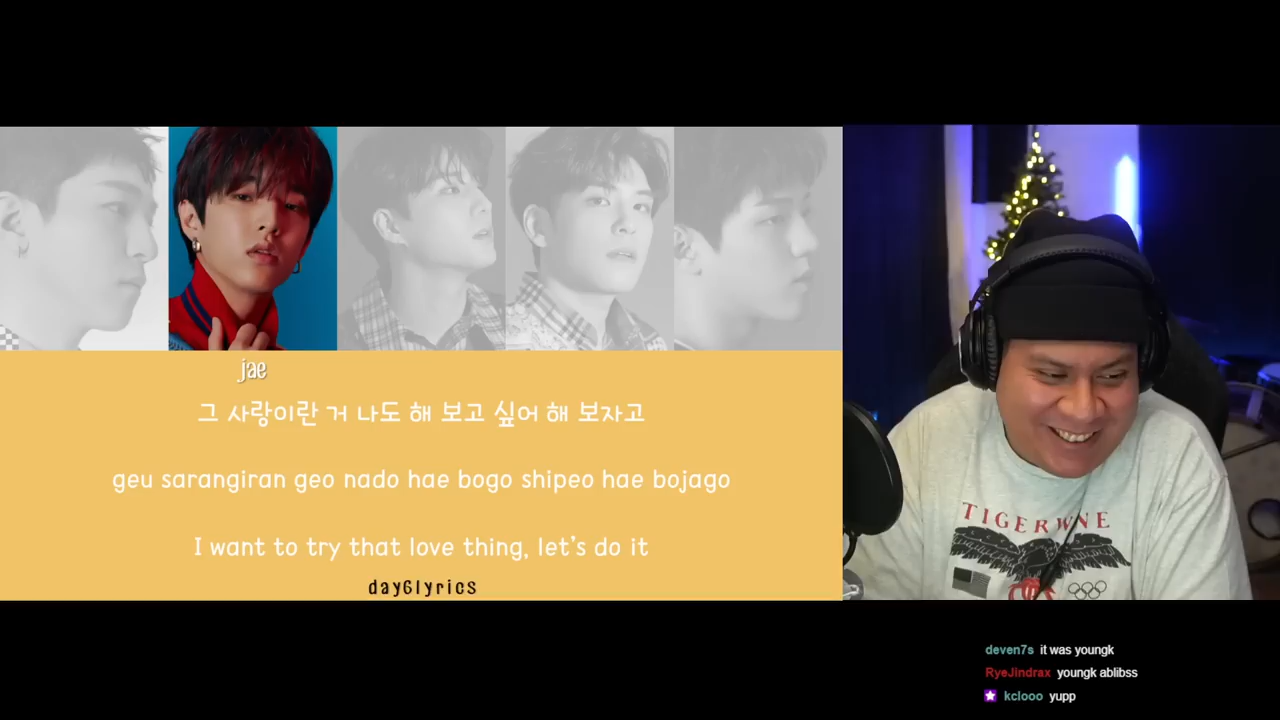 jae
그 사랑이란 거 나도 해 보고 싶어 해 보자고
geu sarangiran geo nado hae bogo shipeo hae bojago
I want to try that love thing, let's do it
day6lyrics
TIGERWNE
deven7s it was youngk
RyeJindrax youngk ablibss
kclooo yupp